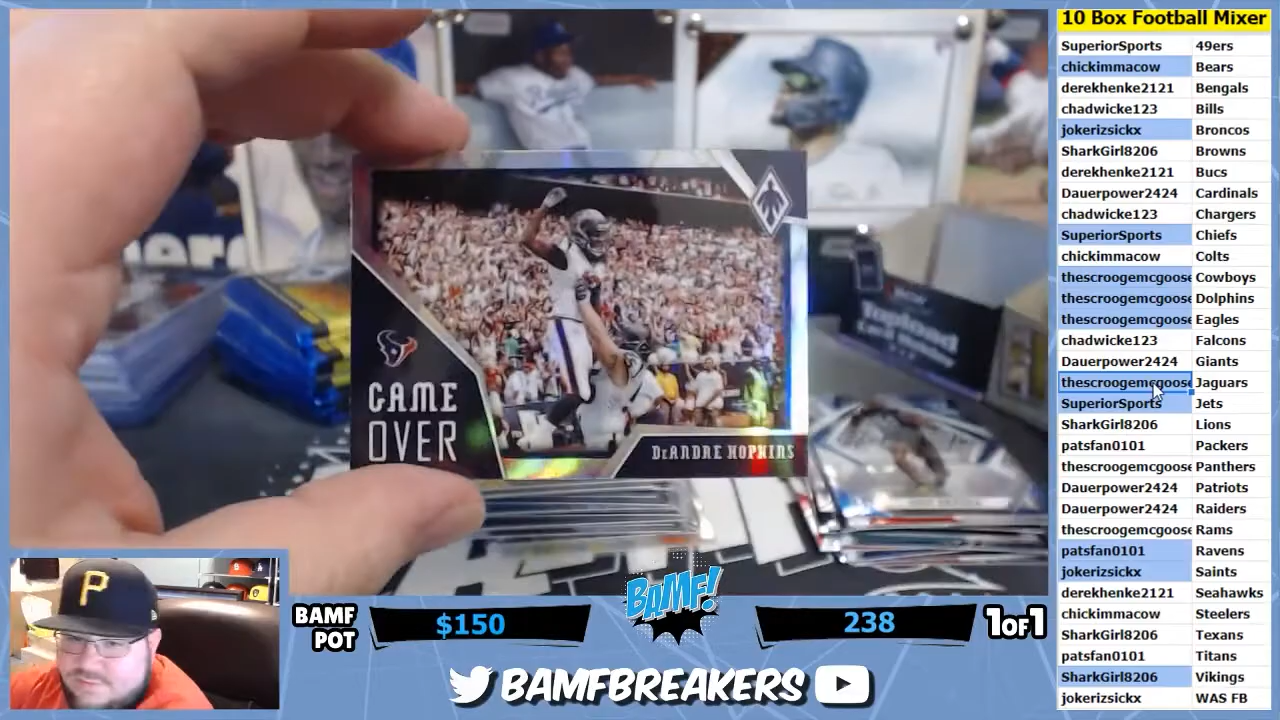 10 Box Football Mixer
SuperiorSports 49ers
chickimmacow Bears
derekhenke2121 Bengals
chadwicke123 Bills
jokerizsickx Broncos
SharkGirl8206 Browns
derekhenke2121 Bucs
Dauerpower2424 Cardinals
chadwicke123 Chargers
SuperiorSports Chiefs
chickimmacow Colts
thescroogemcgoose Cowboys
thescroogemcgoose Dolphins
thescroogemcgoose Eagles
chadwicke123 Falcons
Dauerpower2424 Giants
thescroogemcgoose Jaguars
SuperiorSports Jets
SharkGirl8206 Lions
patsfan0101 Packers
thescroogemcgoose Panthers
Dauerpower2424 Patriots
Dauerpower2424 Raiders
thescroogemcgoose Rams
patsfan0101 Ravens
jokerizsickx Saints
derekhenke2121 Seahawks
chickimmacow Steelers
SharkGirl8206 Texans
patsfan0101 Titans
SharkGirl8206 Vikings
jokerizsickx WAS FB
GAME
OVER
DEANDRE HOPKINS
Topload
Card Holder
P
BAMF
POT
$150
BAMF!
238
1OF1
BAMFBREAKERS